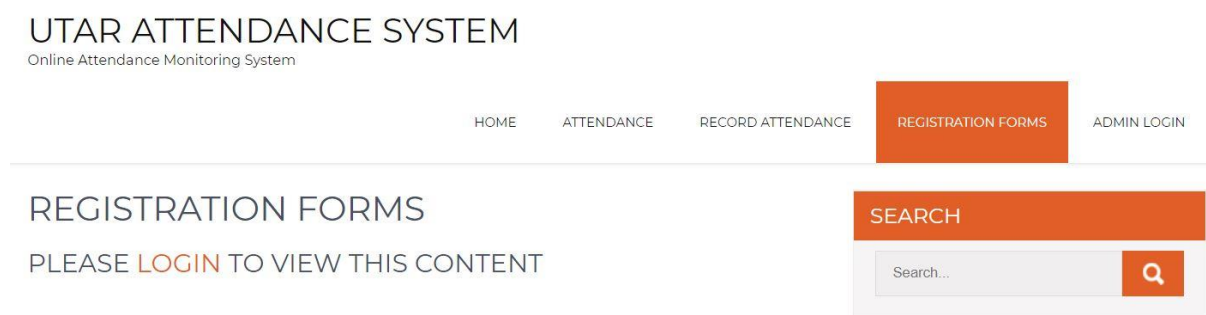 UTAR ATTENDANCE SYSTEM
Online Attendance Monitoring System
HOME ATTENDANCE RECORD ATTENDANCE REGISTRATION FORMS ADMIN LOGIN
REGISTRATION FORMS
PLEASE LOGIN TO VIEW THIS CONTENT
SEARCH
Search...